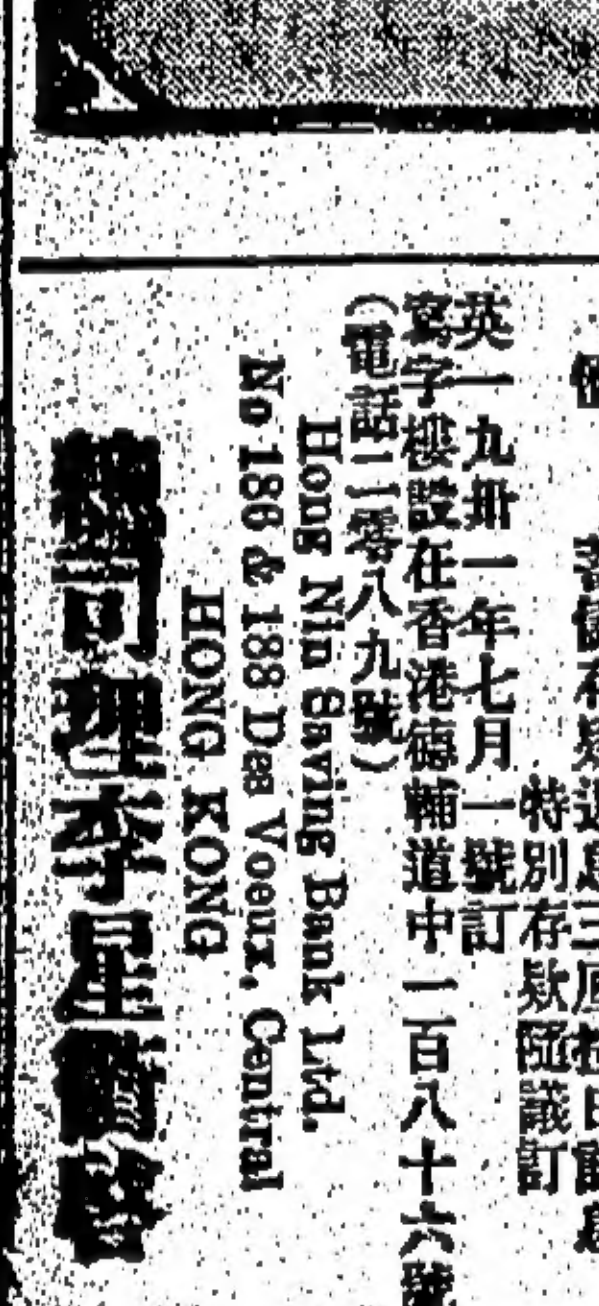 特別存欵隨議訂
英一九卅一年七月一號訂
寫字樓設在香港德輔道中一百八十六號
(電話二零八九號)
Hong Nin Saving Bank Ltd.
No 186 & 188 Des Voeux, Central
HONG KONG
總司理李星衢啓